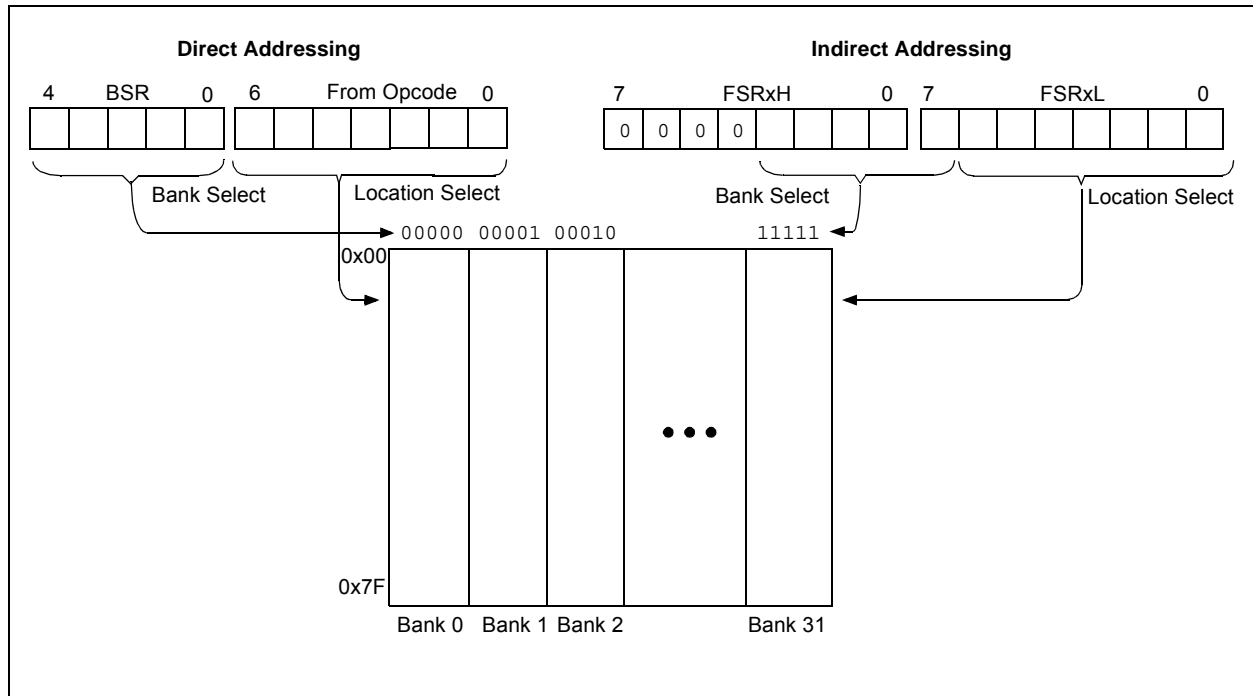 Direct Addressing
Indirect Addressing
4 BSR 0 6 From Opcode 0
7 FSRxH 0 7 FSRxL 0
0 0 0 0
Bank Select
Location Select
Bank Select
Location Select
00000 00001 00010 11111
0x00
0x7F
Bank 0 Bank 1 Bank 2 Bank 31